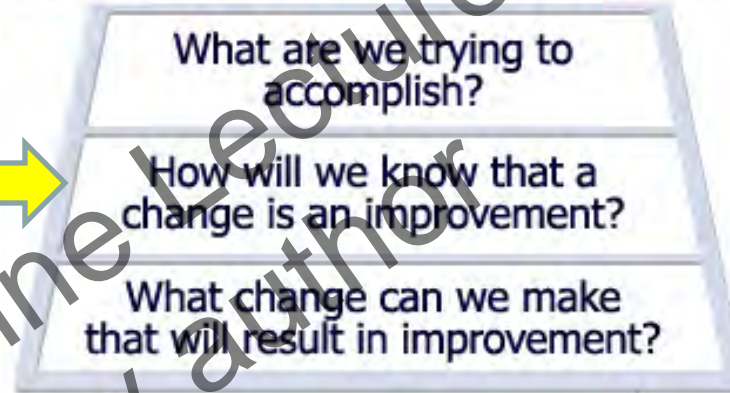 What are we trying to
accomplish?
How will we know that a
change is an improvement?
What change can we make
that will result in improvement?
author